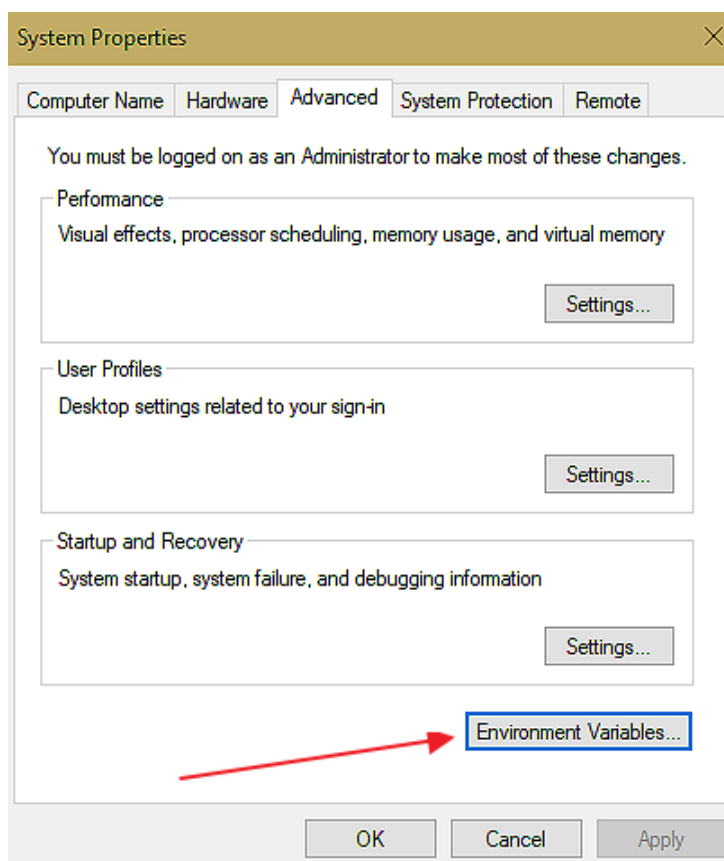 System Properties
Computer Name Hardware Advanced System Protection Remote
You must be logged on as an Administrator to make most of these changes.
Performance
Visual effects, processor scheduling, memory usage, and virtual memory
Settings...
User Profiles
Desktop settings related to your sign-in
Settings...
Startup and Recovery
System startup, system failure, and debugging information
Settings...
Environment Variables...
OK Cancel Apply